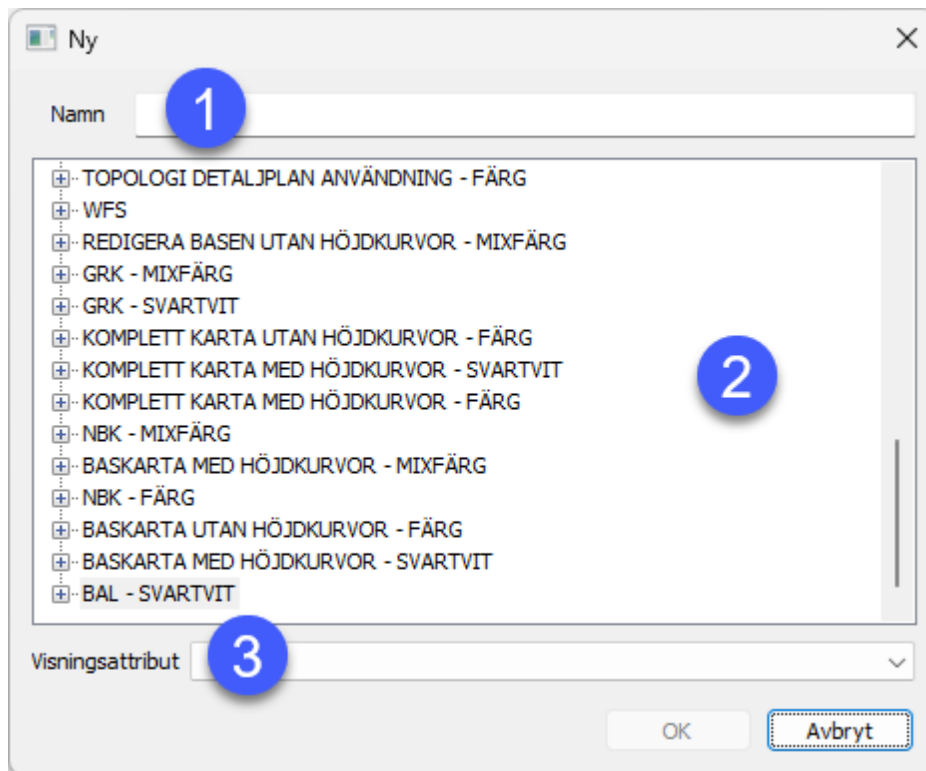 Ny
Namn 1
TOPOLOGI DETALJPLAN ANVÄNDNING - FÄRG
WFS
REDIGERA BASEN UTAN HÖJDKURVOR - MIXFÄRG
GRK - MIXFÄRG
GRK - SVARTVIT
KOMPLETT KARTA UTAN HÖJDKURVOR - FÄRG
KOMPLETT KARTA MED HÖJDKURVOR - SVARTVIT 2
KOMPLETT KARTA MED HÖJDKURVOR - FÄRG
NBK - MIXFÄRG
BASKARTA MED HÖJDKURVOR - MIXFÄRG
NBK - FÄRG
BASKARTA UTAN HÖJDKURVOR - FÄRG
BASKARTA MED HÖJDKURVOR - SVARTVIT
BAL - SVARTVIT
Visningsattribut 3
OK Avbryt